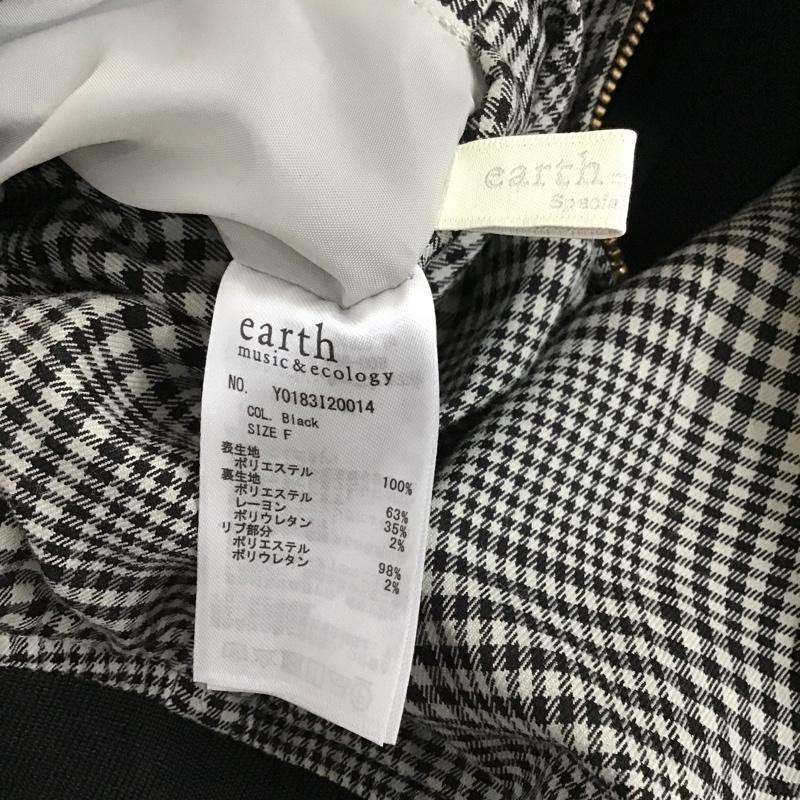 earth
Specia
earth
music&ecology
NO. Y0183I20014
COL. Black
SIZE F
表生地
ポリエステル 100%
裏生地
ポリエステル 63%
レーヨン 35%
ポリウレタン 2%
リブ部分
ポリエステル 98%
ポリウレタン 2%